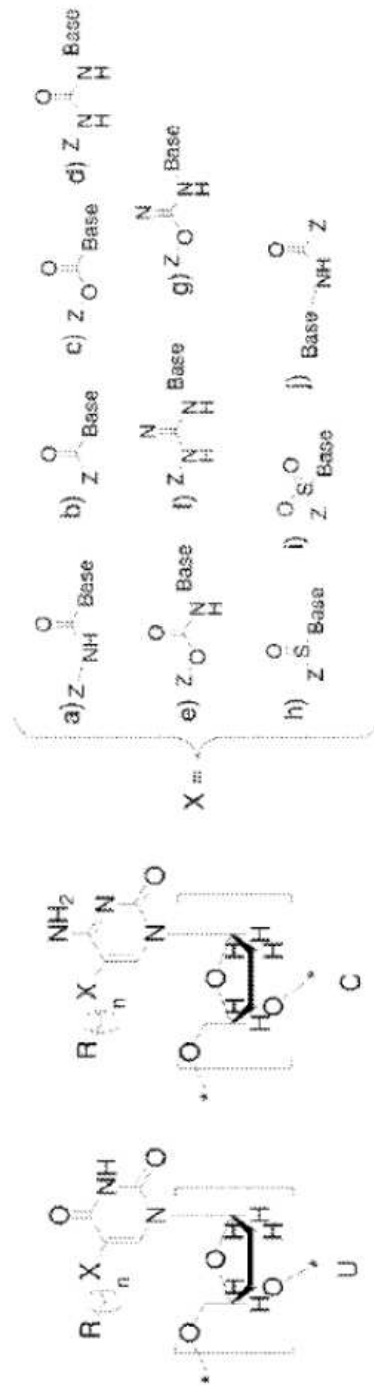 O
R X NH
n N O
O O
H H
H H
* O *
U
NH2
R X N
n N O
O O
H H
H H
* O *
C
X =
a) Z NH O Base
b) Z O Base
c) Z O O Base
d) Z N H O N H Base
e) Z O O N H Base
f) Z N H N N H Base
g) Z O N N H Base
h) Z S O Base
i) Z O S O Base
j) Base NH O Z